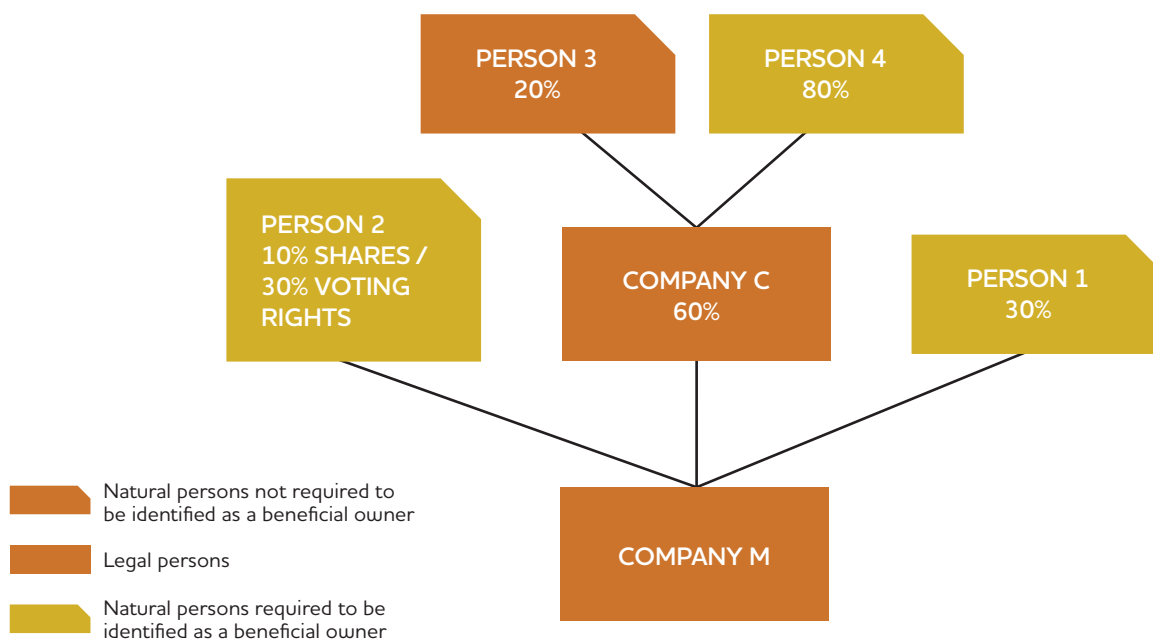 PERSON 3
20%
PERSON 4
80%
PERSON 2
10% SHARES /
30% VOTING
RIGHTS
COMPANY C
60%
PERSON 1
30%
Natural persons not required to
be identified as a beneficial owner
Legal persons
Natural persons required to be
identified as a beneficial owner
COMPANY M